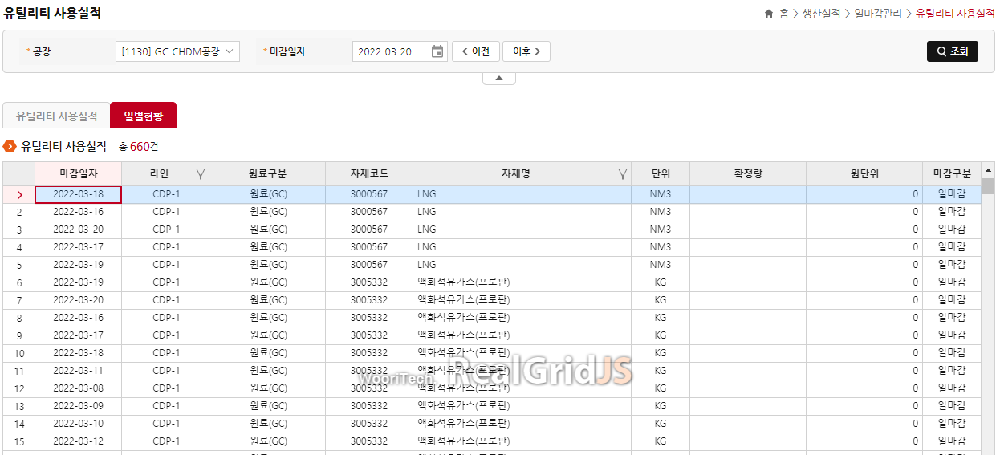 유틸리티 사용실적
홈 > 생산실적 > 일마감관리 > 유틸리티 사용실적
* 공장 [1130] GC-CHDM공장 * 마감일자 2022-03-20 < 이전 이후 > 조회
유틸리티 사용실적 일별현황
유틸리티 사용실적 총 660건
마감일자 라인 원료구분 자재코드 자재명 단위 확정량 원단위 마감구분
2022-03-18 CDP-1 원료(GC) 3000567 LNG NM3 0 일마감
2 2022-03-16 CDP-1 원료(GC) 3000567 LNG NM3 0 일마감
3 2022-03-20 CDP-1 원료(GC) 3000567 LNG NM3 0 일마감
4 2022-03-17 CDP-1 원료(GC) 3000567 LNG NM3 0 일마감
5 2022-03-19 CDP-1 원료(GC) 3000567 LNG NM3 0 일마감
6 2022-03-19 CDP-1 원료(GC) 3005332 액화석유가스(프로판) KG 0 일마감
7 2022-03-20 CDP-1 원료(GC) 3005332 액화석유가스(프로판) KG 0 일마감
8 2022-03-16 CDP-1 원료(GC) 3005332 액화석유가스(프로판) KG 0 일마감
9 2022-03-17 CDP-1 원료(GC) 3005332 액화석유가스(프로판) KG 0 일마감
10 2022-03-18 CDP-1 원료(GC) 3005332 액화석유가스(프로판) KG 0 일마감
11 2022-03-11 CDP-1 원료(GC) 3005332 액화석유가스(프로판) KG 0 일마감
WooriTech RealGridJS
12 2022-03-08 CDP-1 원료(GC) 3005332 액화석유가스(프로판) KG 0 일마감
13 2022-03-09 CDP-1 원료(GC) 3005332 액화석유가스(프로판) KG 0 일마감
14 2022-03-10 CDP-1 원료(GC) 3005332 액화석유가스(프로판) KG 0 일마감
15 2022-03-12 CDP-1 원료(GC) 3005332 액화석유가스(프로판) KG 0 일마감